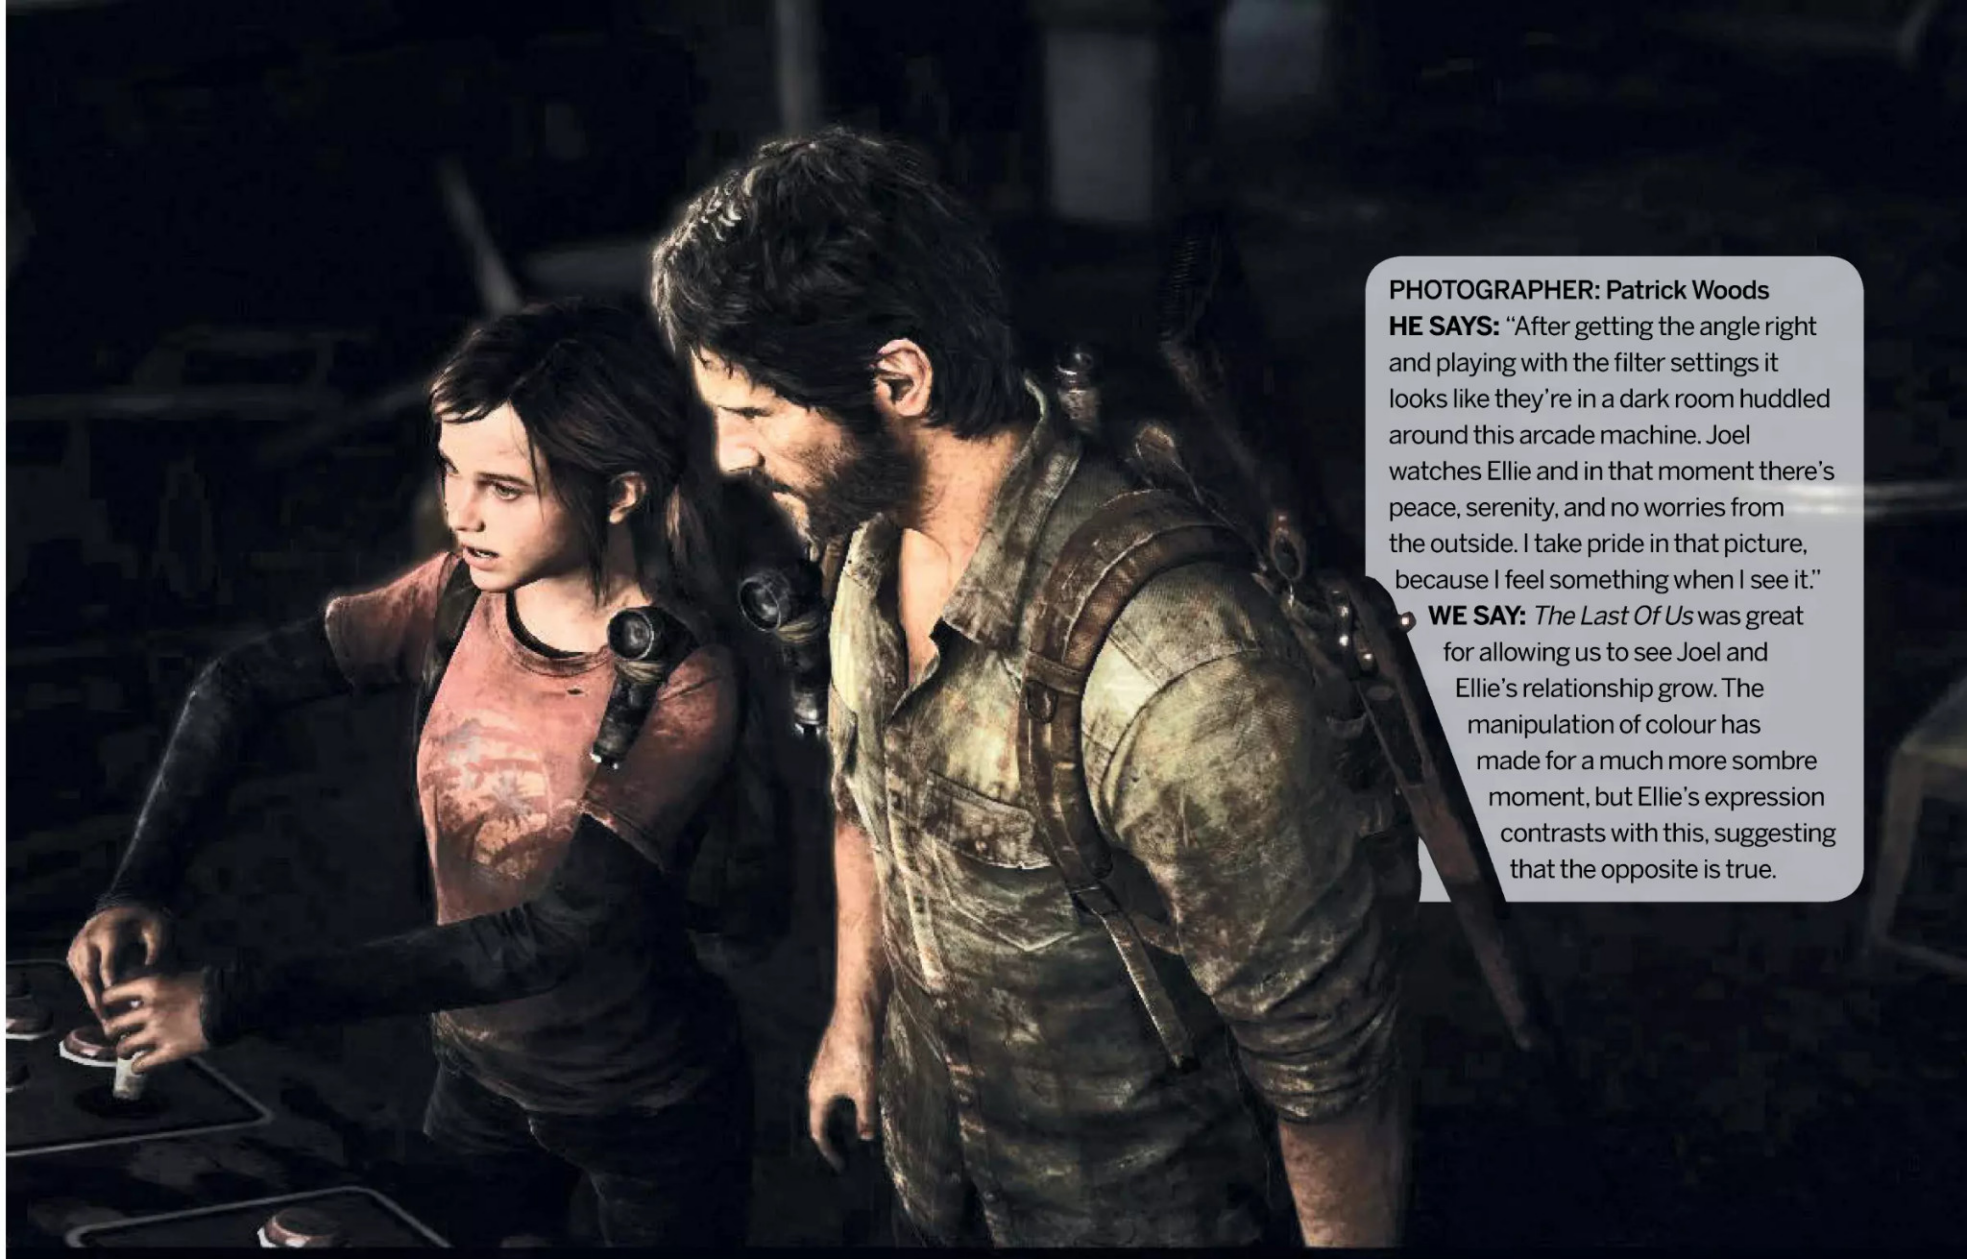 PHOTOGRAPHER: Patrick Woods
HE SAYS: “After getting the angle right
and playing with the filter settings it
looks like they’re in a dark room huddled
around this arcade machine. Joel
watches Ellie and in that moment there’s
peace, serenity, and no worries from
the outside. I take pride in that picture,
because I feel something when I see it.”
WE SAY: The Last Of Us was great
for allowing us to see Joel and
Ellie’s relationship grow. The
manipulation of colour has
made for a much more sombre
moment, but Ellie’s expression
contrasts with this, suggesting
that the opposite is true.